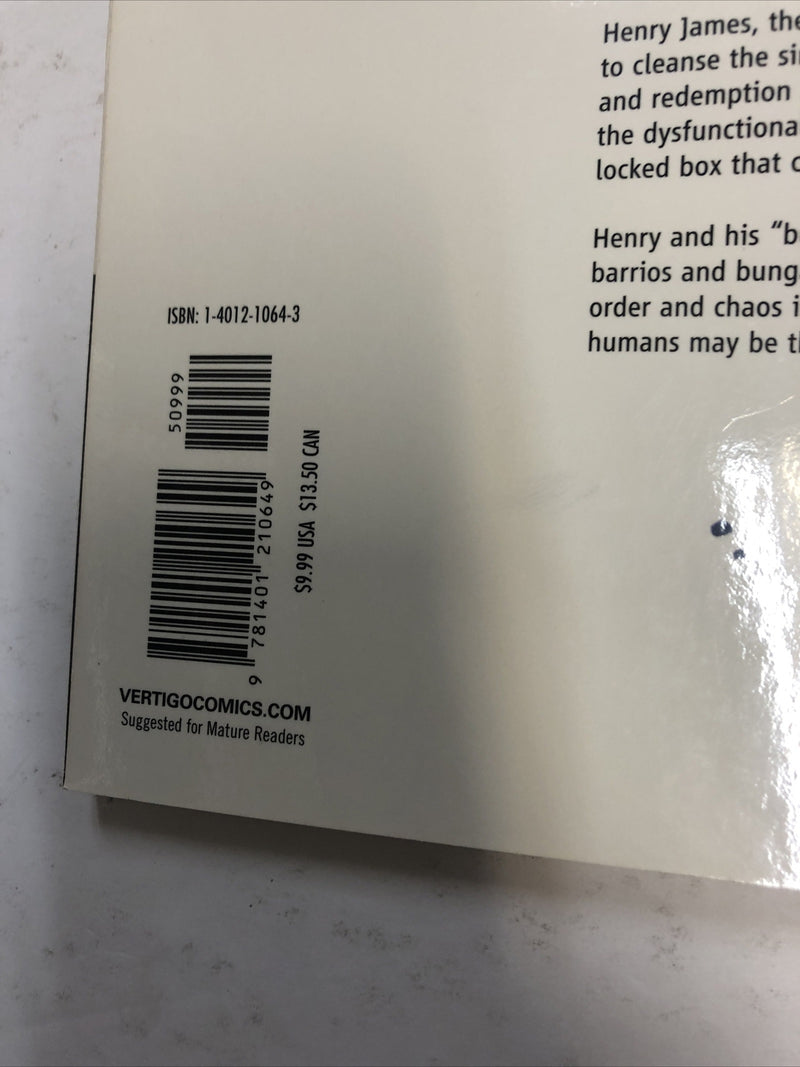 Henry James, the
to cleanse the
and redemption
the dysfunctiona
locked box that
Henry and his “b
barrios and bung
order and chaos
humans may be
ISBN: 1-4012-1064-3
50999
9 781401 210649
$9.99 USA $13.50 CAN
VERTIGOCOMICS.COM
Suggested for Mature Readers